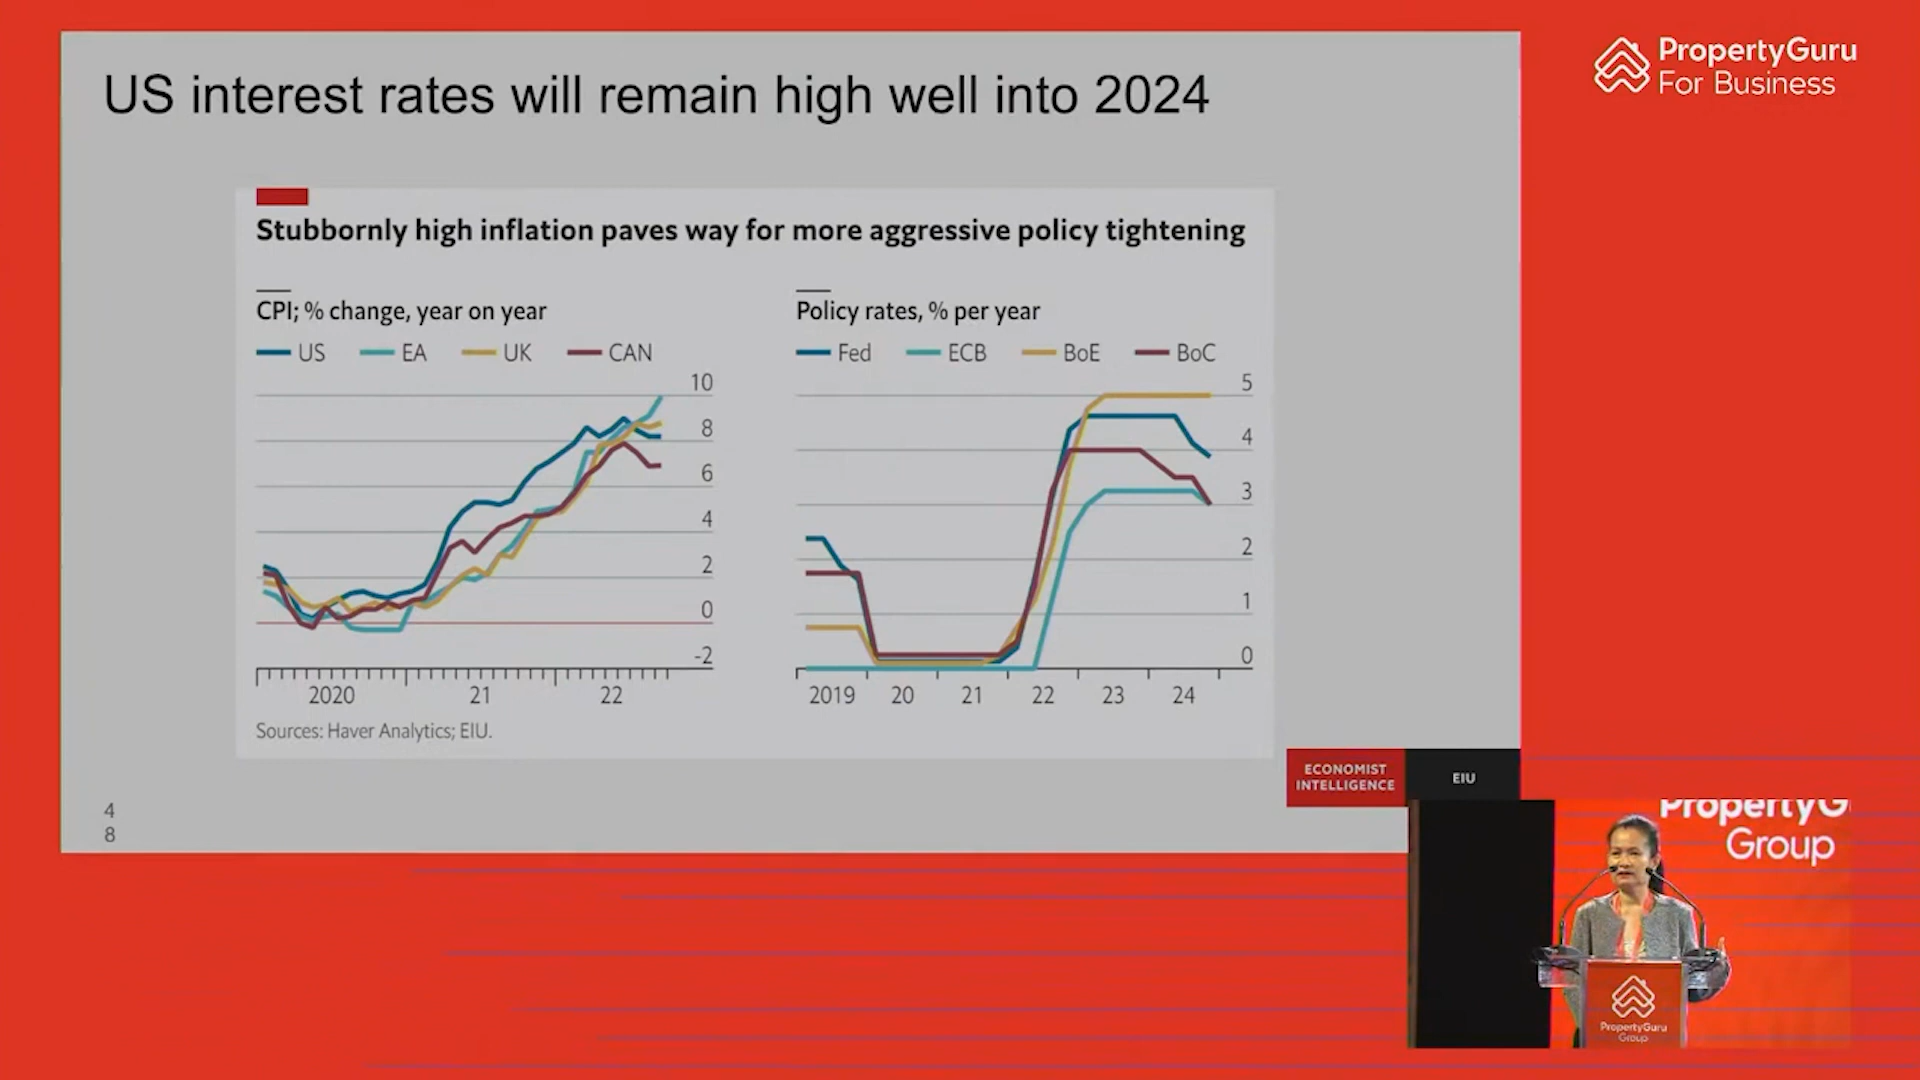 US interest rates will remain high well into 2024
PropertyGuru
For Business
Stubbornly high inflation paves way for more aggressive policy tightening
CPI; % change, year on year
US EA UK CAN
10
8
6
4
2
0
-2
2020 21 22
Policy rates, % per year
Fed ECB BoE BoC
5
4
3
2
1
0
2019 20 21 22 23 24
Sources: Haver Analytics; EIU.
ECONOMIST
INTELLIGENCE
EIU
4
8
PropertyG
Group
PropertyGuru
Group